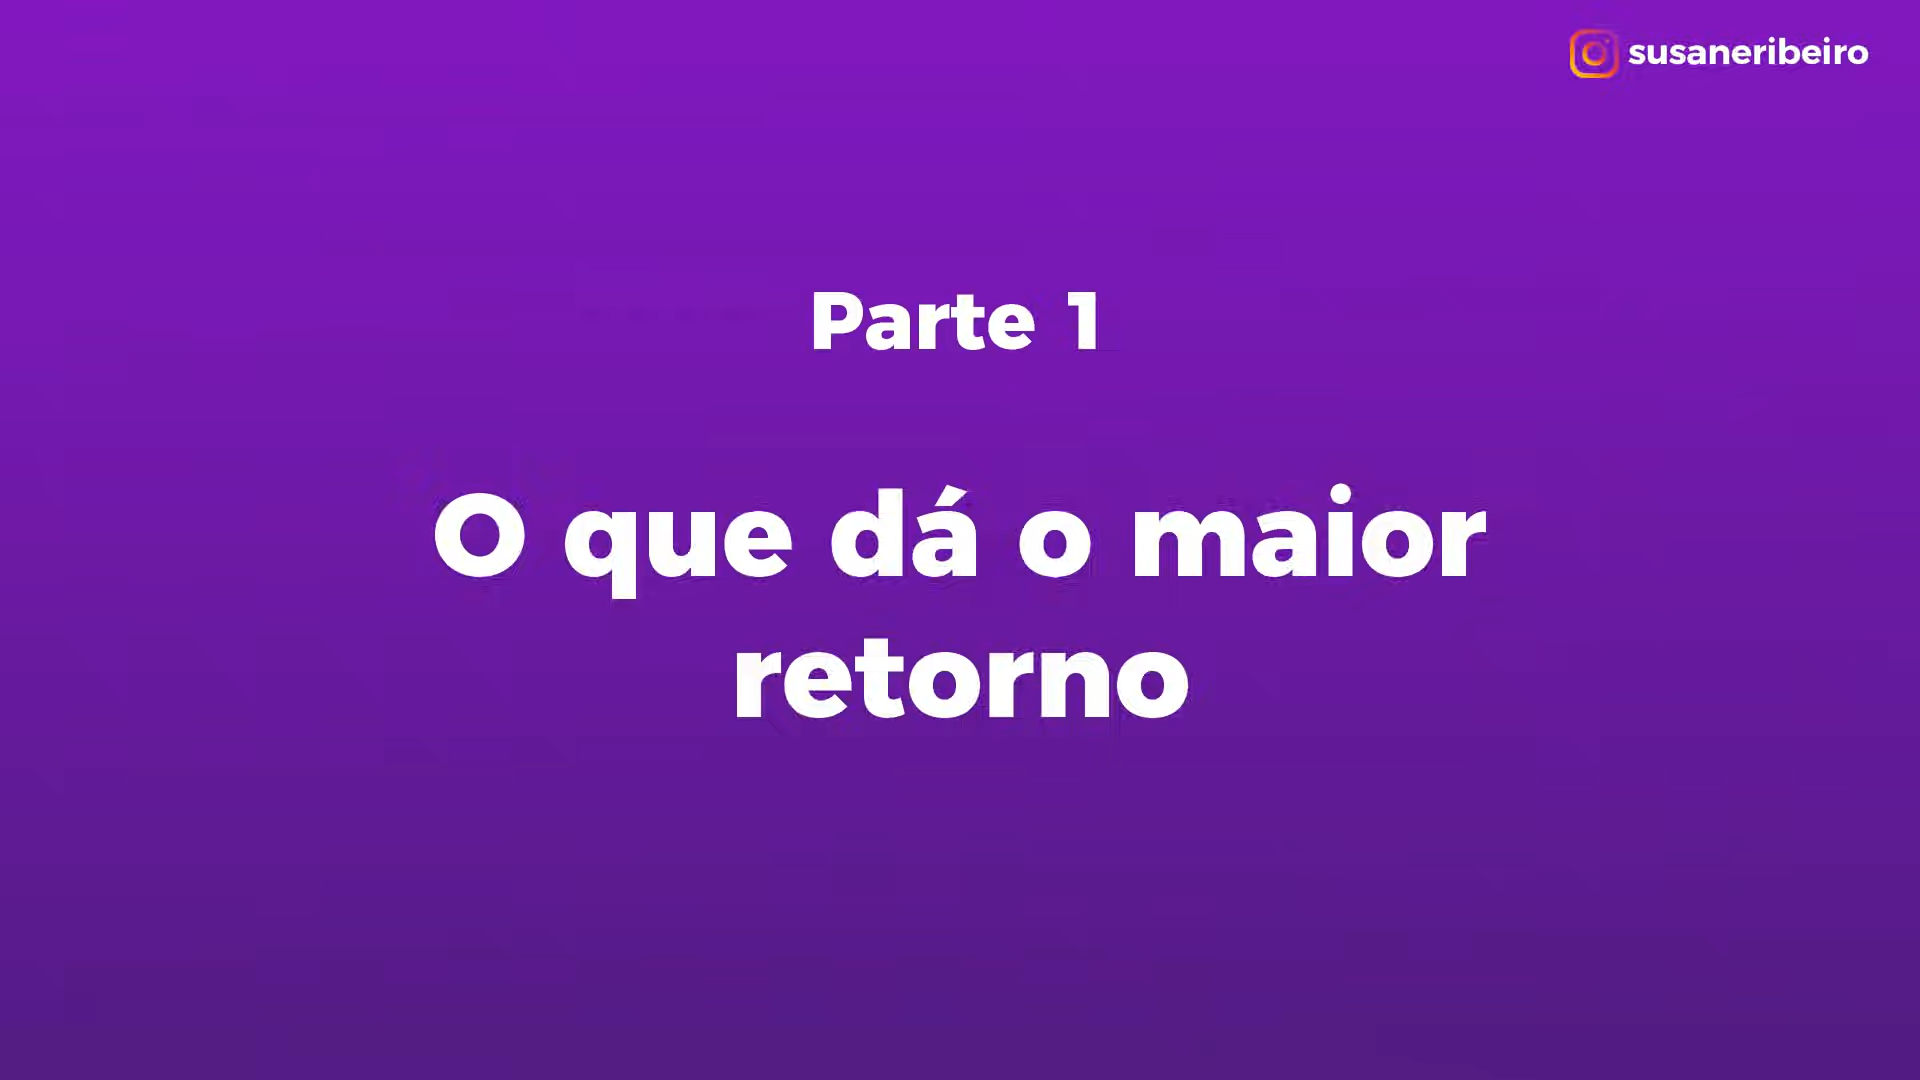 susaneribeiro
Parte 1
O que dá o maior
retorno